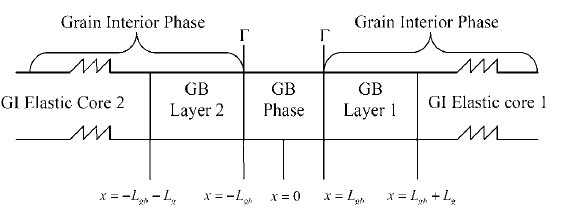 Grain Interior Phase
Γ
Γ
Grain Interior Phase
GI Elastic Core 2
GB
Layer 2
GB
Phase
GB
Layer 1
GI Elastic core 1
x = −L_gb − L_g
x = −L_gb
x = 0
x = L_gb
x = L_gb + L_g